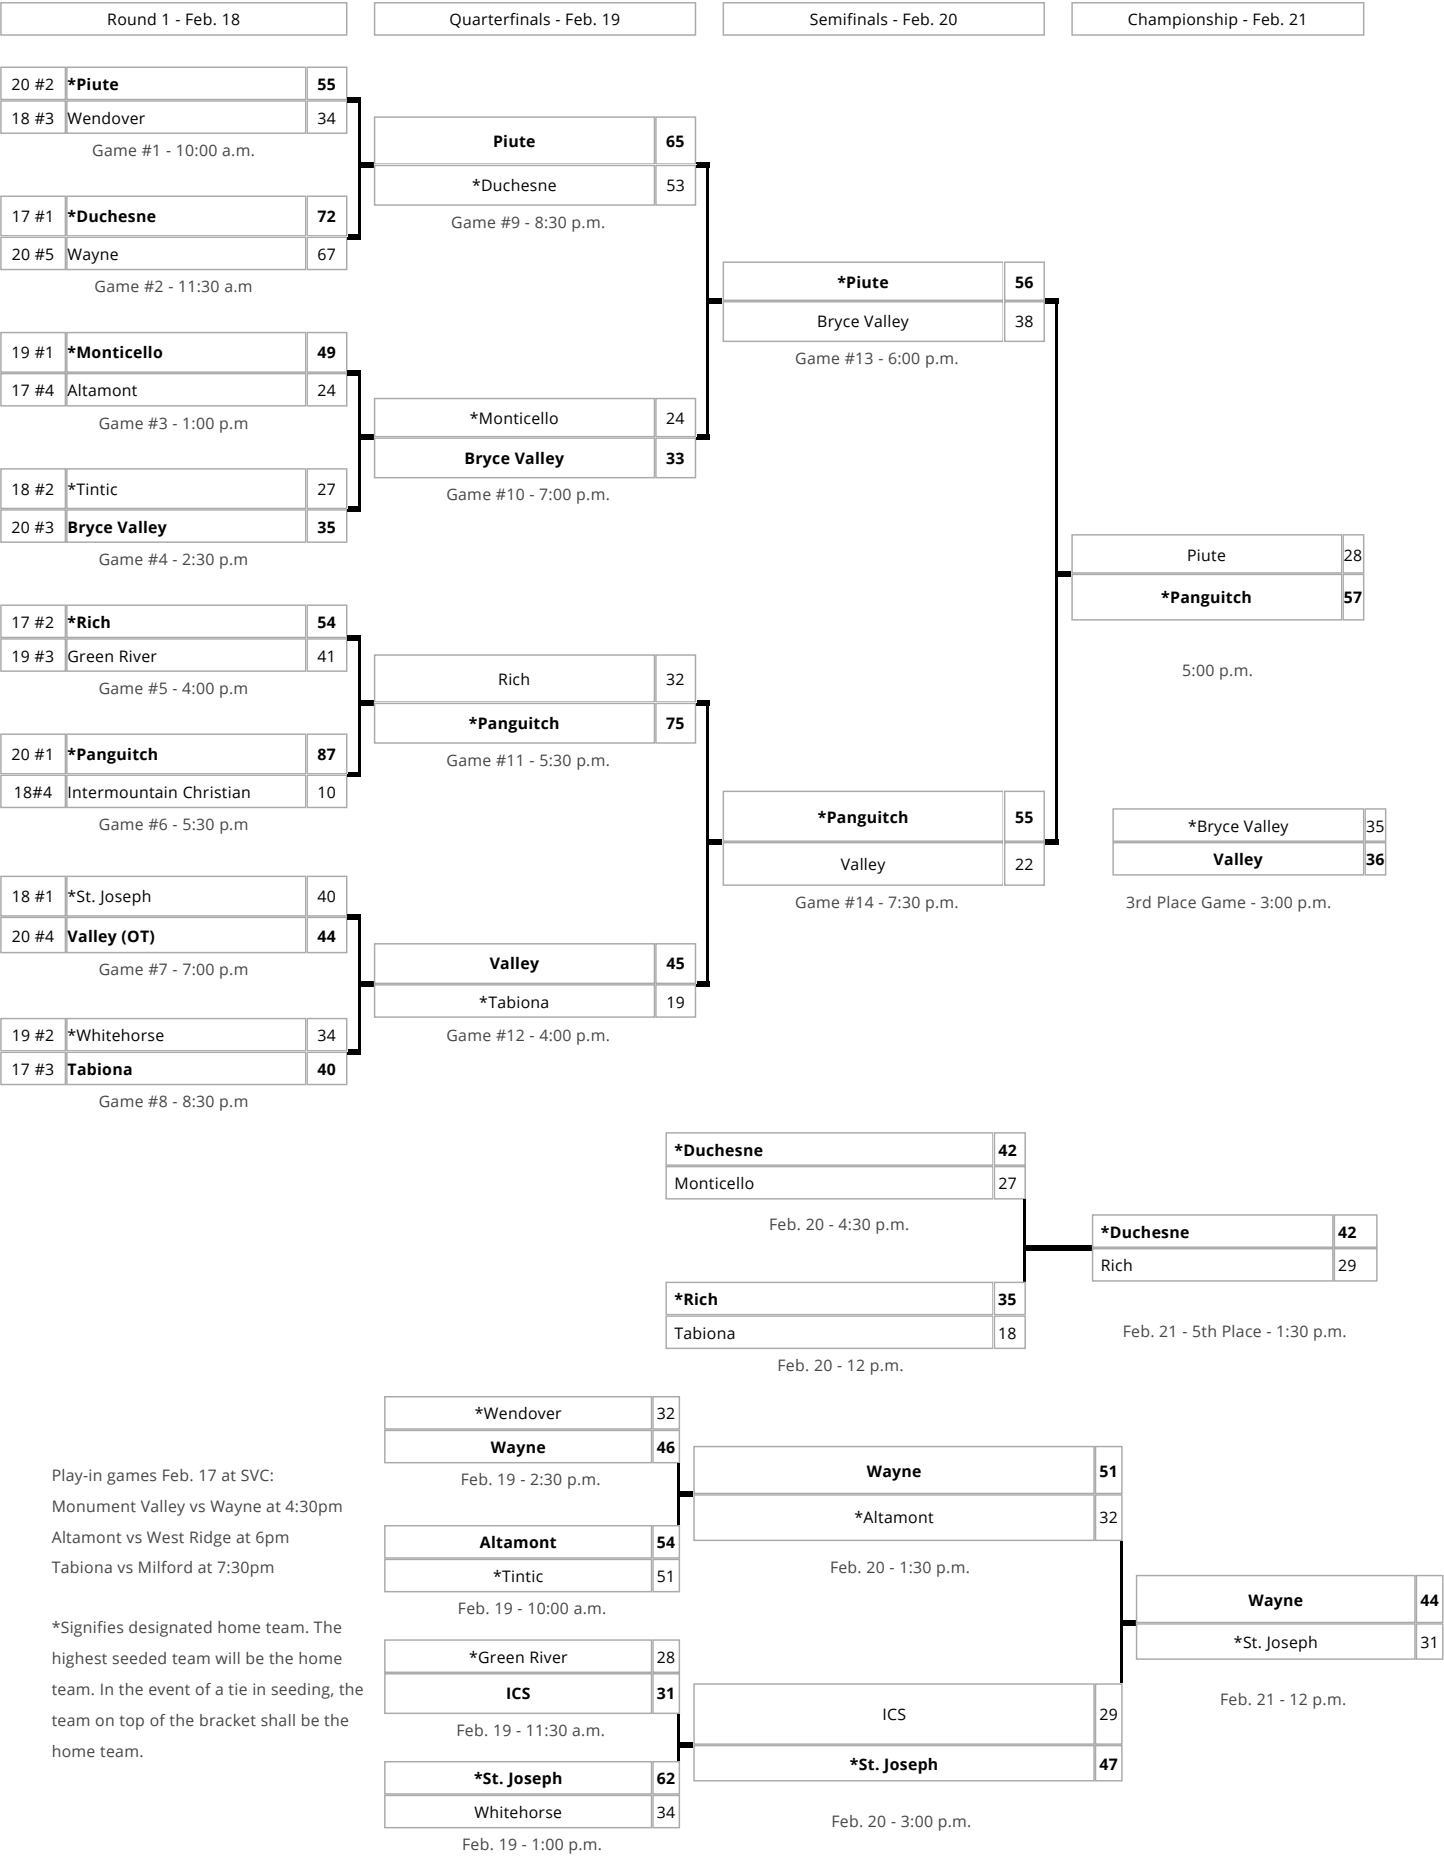 Round 1 - Feb. 18
Quarterfinals - Feb. 19
Semifinals - Feb. 20
Championship - Feb. 21
20 #2 *Piute 55
18 #3 Wendover 34
Game #1 - 10:00 a.m.
17 #1 *Duchesne 72
20 #5 Wayne 67
Game #2 - 11:30 a.m
19 #1 *Monticello 49
17 #4 Altamont 24
Game #3 - 1:00 p.m
18 #2 *Tintic 27
20 #3 Bryce Valley 35
Game #4 - 2:30 p.m
17 #2 *Rich 54
19 #3 Green River 41
Game #5 - 4:00 p.m
20 #1 *Panguitch 87
18#4 Intermountain Christian 10
Game #6 - 5:30 p.m
18 #1 *St. Joseph 40
20 #4 Valley (OT) 44
Game #7 - 7:00 p.m
19 #2 *Whitehorse 34
17 #3 Tabiona 40
Game #8 - 8:30 p.m
Piute 65
*Duchesne 53
Game #9 - 8:30 p.m.
*Monticello 24
Bryce Valley 33
Game #10 - 7:00 p.m.
Rich 32
*Panguitch 75
Game #11 - 5:30 p.m.
Valley 45
*Tabiona 19
Game #12 - 4:00 p.m.
*Piute 56
Bryce Valley 38
Game #13 - 6:00 p.m.
*Panguitch 55
Valley 22
Game #14 - 7:30 p.m.
Piute 28
*Panguitch 57
5:00 p.m.
*Bryce Valley 35
Valley 36
3rd Place Game - 3:00 p.m.
*Duchesne 42
Monticello 27
Feb. 20 - 4:30 p.m.
*Rich 35
Tabiona 18
Feb. 20 - 12 p.m.
*Duchesne 42
Rich 29
Feb. 21 - 5th Place - 1:30 p.m.
*Wendover 32
Wayne 46
Feb. 19 - 2:30 p.m.
Altamont 54
*Tintic 51
Feb. 19 - 10:00 a.m.
*Green River 28
ICS 31
Feb. 19 - 11:30 a.m.
*St. Joseph 62
Whitehorse 34
Feb. 19 - 1:00 p.m.
Wayne 51
*Altamont 32
Feb. 20 - 1:30 p.m.
ICS 29
*St. Joseph 47
Feb. 20 - 3:00 p.m.
Wayne 44
*St. Joseph 31
Feb. 21 - 12 p.m.
Play-in games Feb. 17 at SVC:
Monument Valley vs Wayne at 4:30pm
Altamont vs West Ridge at 6pm
Tabiona vs Milford at 7:30pm
*Signifies designated home team. The
highest seeded team will be the home
team. In the event of a tie in seeding, the
team on top of the bracket shall be the
home team.